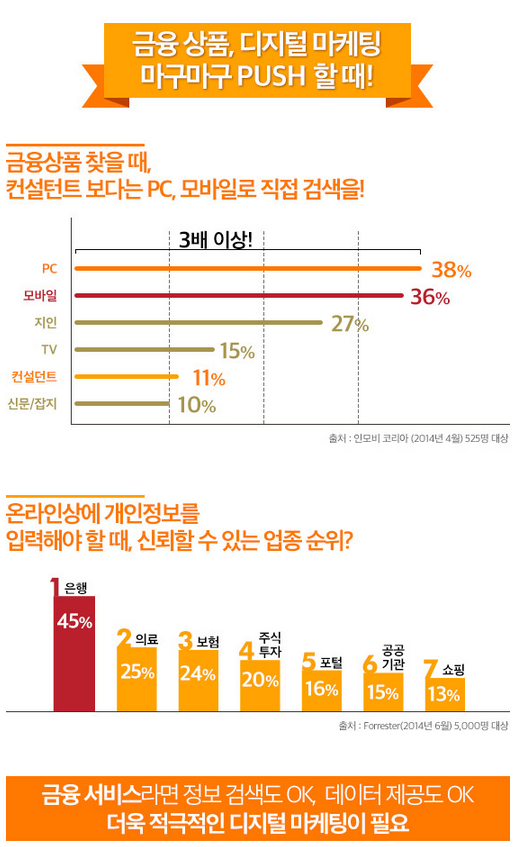 금융 상품, 디지털 마케팅
마구마구 PUSH 할 때!
금융상품 찾을 때,
컨설턴트 보다는 PC, 모바일로 직접 검색을!
3배 이상!
PC 38%
모바일 36%
지인 27%
TV 15%
컨설던트 11%
신문/잡지 10%
출처 : 인모비 코리아 (2014년 4월) 525명 대상
온라인상에 개인정보를
입력해야 할 때, 신뢰할 수 있는 업종 순위?
1 은행
45%
2 의료
25%
3 보험
24%
4 주식
투자
20%
5 포털
16%
6 공공
기관
15%
7 쇼핑
13%
출처 : Forrester(2014년 6월) 5,000명 대상
금융 서비스라면 정보 검색도 OK, 데이터 제공도 OK
더욱 적극적인 디지털 마케팅이 필요